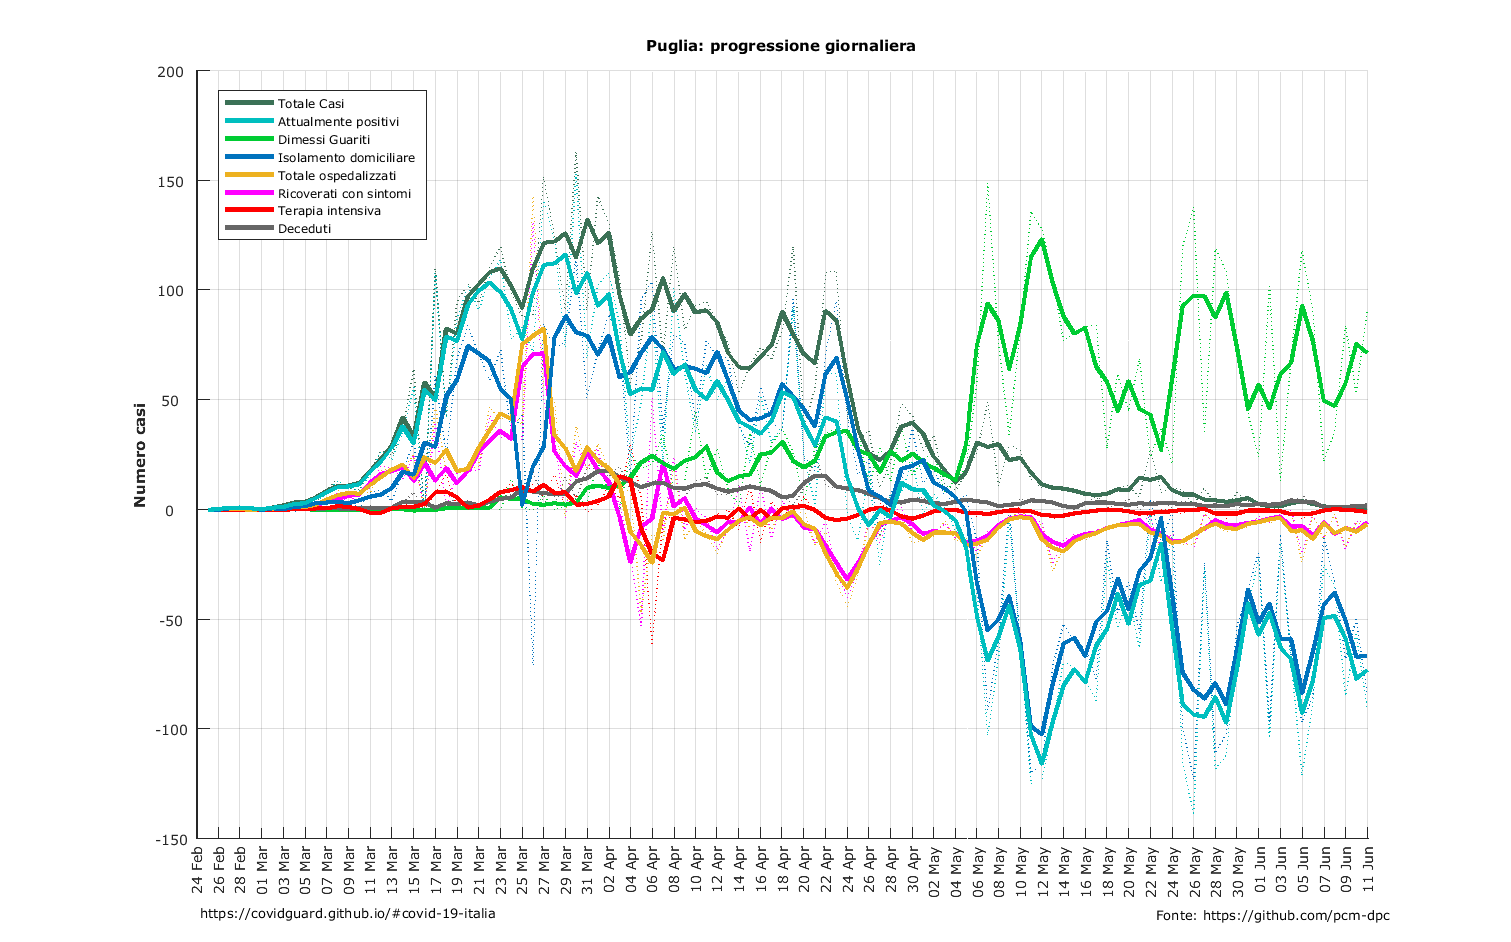 Puglia: progressione giornaliera
200
150
100
50
0
-50
-100
-150
Numero casi
Totale Casi
Attualmente positivi
Dimessi Guariti
Isolamento domiciliare
Totale ospedalizzati
Ricoverati con sintomi
Terapia intensiva
Deceduti
24 Feb
26 Feb
28 Feb
01 Mar
03 Mar
05 Mar
07 Mar
09 Mar
11 Mar
13 Mar
15 Mar
17 Mar
19 Mar
21 Mar
23 Mar
25 Mar
27 Mar
29 Mar
31 Mar
02 Apr
04 Apr
06 Apr
08 Apr
10 Apr
12 Apr
14 Apr
16 Apr
18 Apr
20 Apr
22 Apr
24 Apr
26 Apr
28 Apr
30 Apr
02 May
04 May
06 May
08 May
10 May
12 May
14 May
16 May
18 May
20 May
22 May
24 May
26 May
28 May
30 May
01 Jun
03 Jun
05 Jun
07 Jun
09 Jun
11 Jun
https://covidguard.github.io/#covid-19-italia
Fonte: https://github.com/pcm-dpc